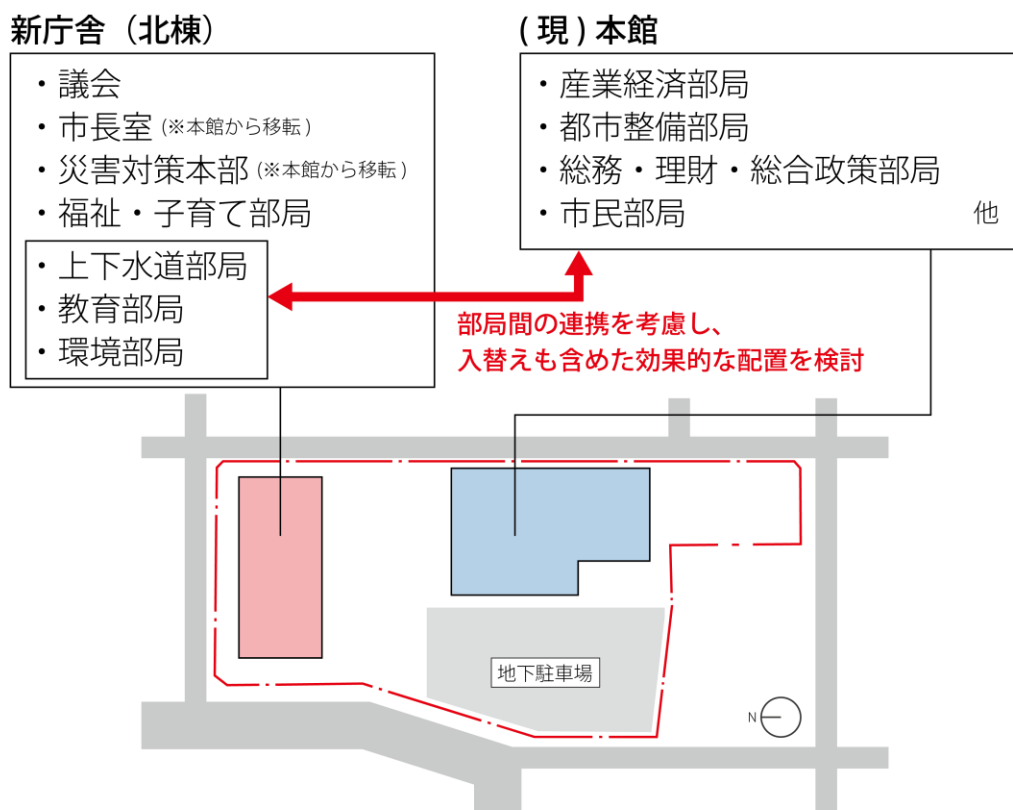 新庁舎（北棟）
・議会
・市長室 (※本館から移転 )
・災害対策本部 (※本館から移転 )
・福祉・子育て部局
・上下水道部局
・教育部局
・環境部局
( 現 ) 本館
・産業経済部局
・都市整備部局
・総務・理財・総合政策部局
・市民部局 他
部局間の連携を考慮し、
入替えも含めた効果的な配置を検討
地下駐車場
N